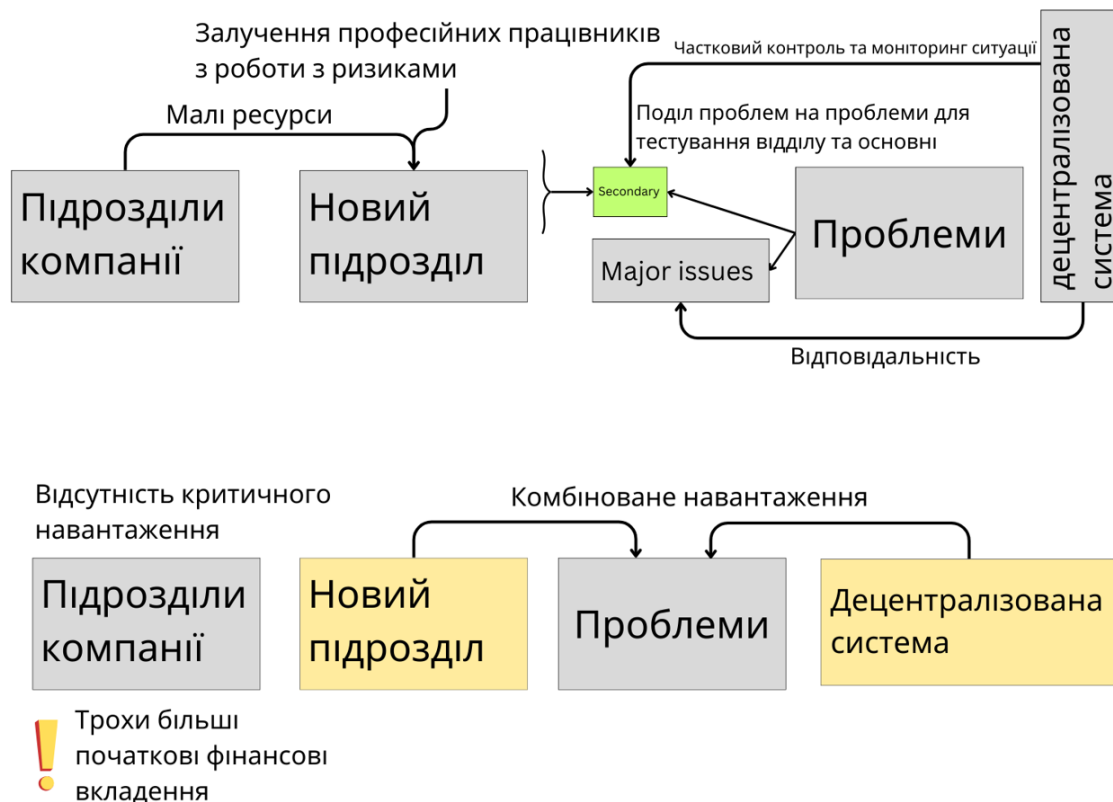 Залучення професійних працівників
з роботи з ризиками
Малі ресурси
Частковий контроль та моніторинг ситуації
Поділ проблем на проблеми для
тестування відділу та основні
Підрозділи
компанії
Новий
підрозділ
Secondary
Major issues
Проблеми
децентралізована
система
Відповідальність
Відсутність критичного
навантаження
Комбіноване навантаження
Підрозділи
компанії
Новий
підрозділ
Проблеми
Децентралізована
система
Трохи більші
початкові фінансові
вкладення